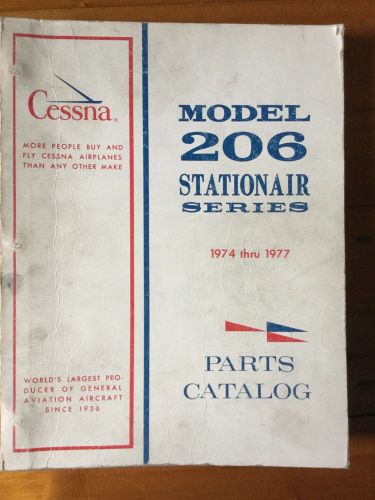 Cessna®
MORE PEOPLE BUY AND
FLY CESSNA AIRPLANES
THAN ANY OTHER MAKE
WORLD'S LARGEST PRO-
DUCER OF GENERAL
AVIATION AIRCRAFT
SINCE 1956
MODEL
206
STATIONAIR
SERIES
1974 thru 1977
PARTS
CATALOG